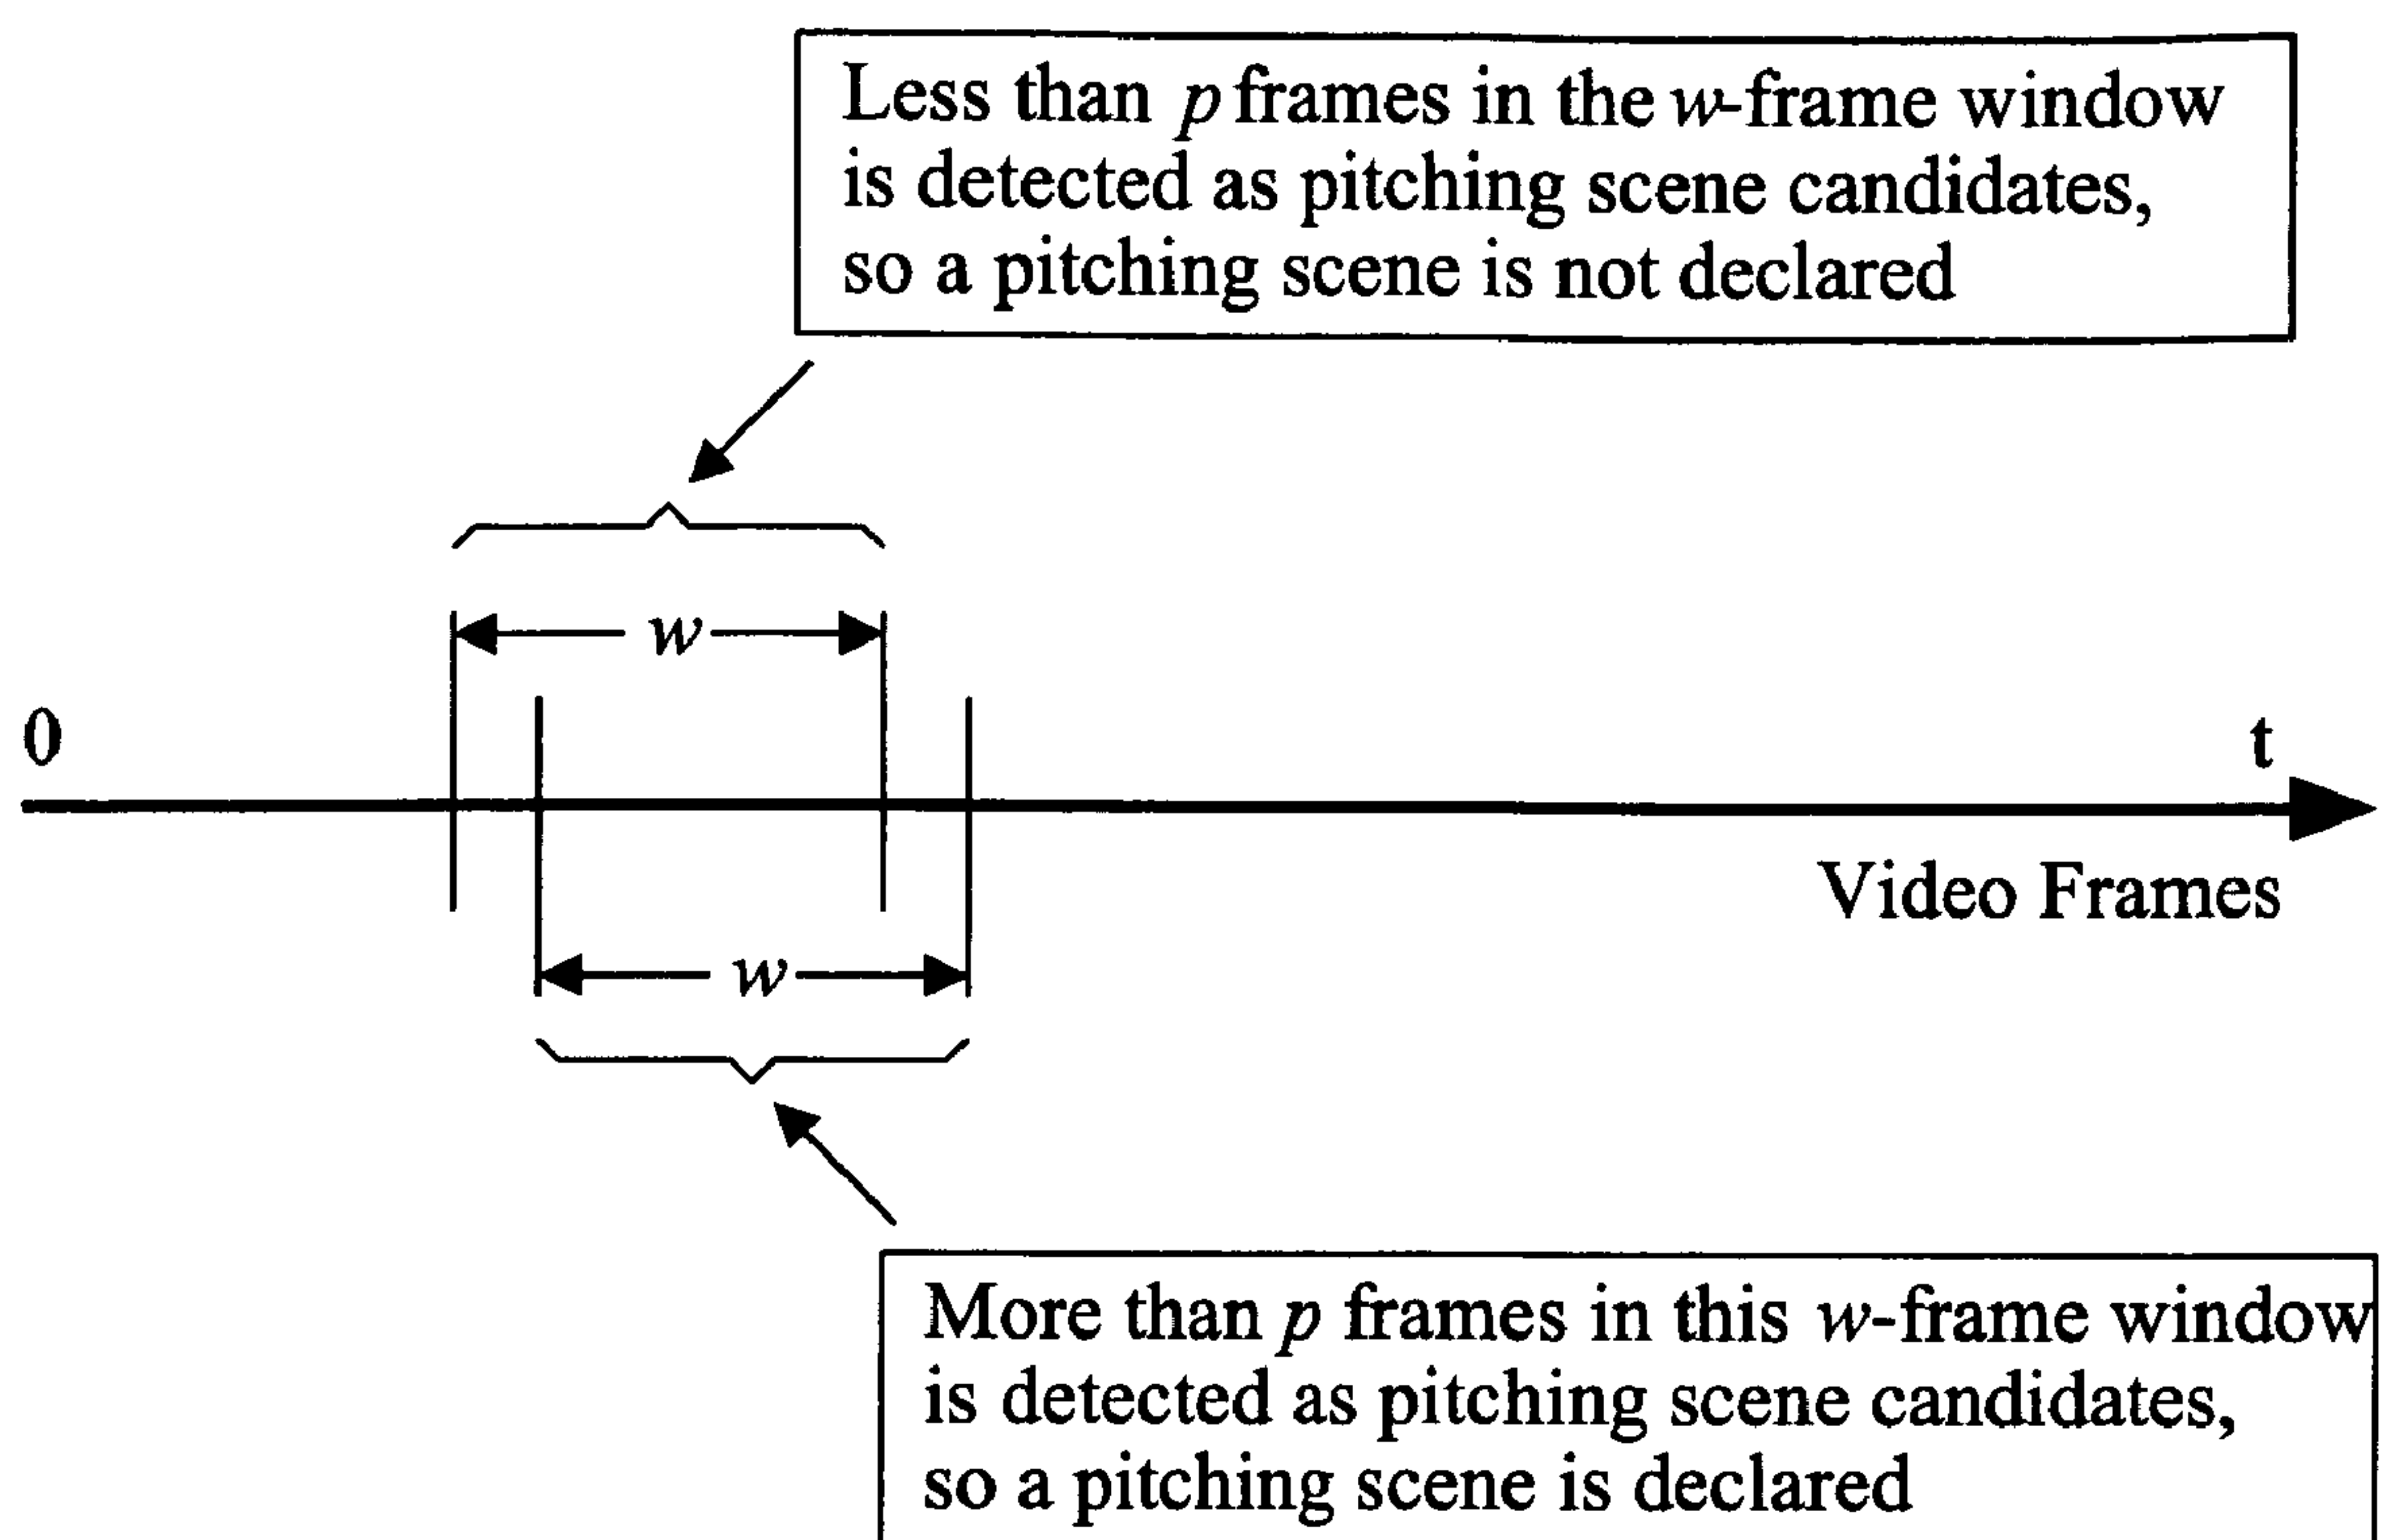 Less than p frames in the w-frame window
is detected as pitching scene candidates,
so a pitching scene is not declared
w
0
t
Video Frames
w
More than p frames in this w-frame window
is detected as pitching scene candidates,
so a pitching scene is declared